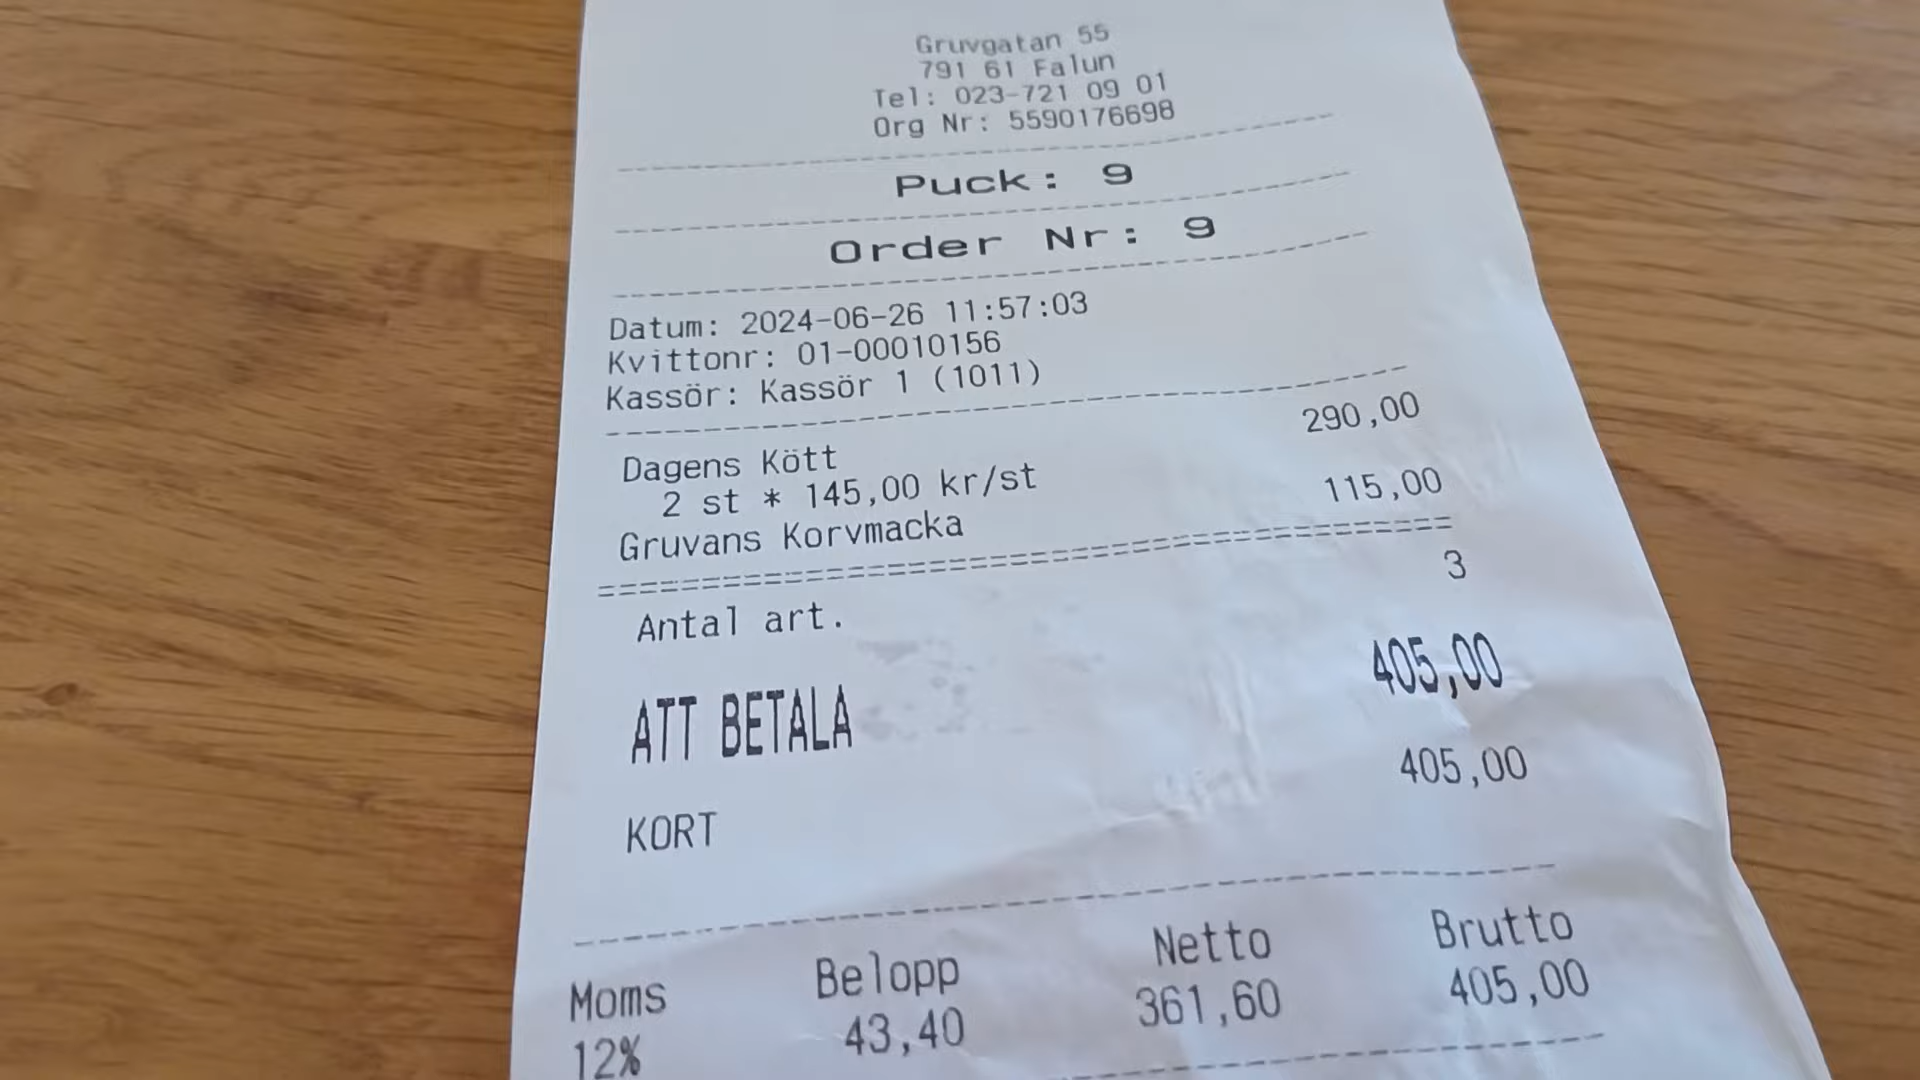 Gruvgatan 55
791 61 Falun
Tel: 023-721 09 01
Org Nr: 5590176698
Puck: 9
Order Nr: 9
Datum: 2024-06-26 11:57:03
Kvittonr: 01-00010156
Kassör: Kassör 1 (1011)
Dagens Kött 290,00
2 st * 145,00 kr/st
Gruvans Korvmacka 115,00
Antal art. 3
ATT BETALA 405,00
KORT 405,00
Moms Belopp Netto Brutto
12% 43,40 361,60 405,00